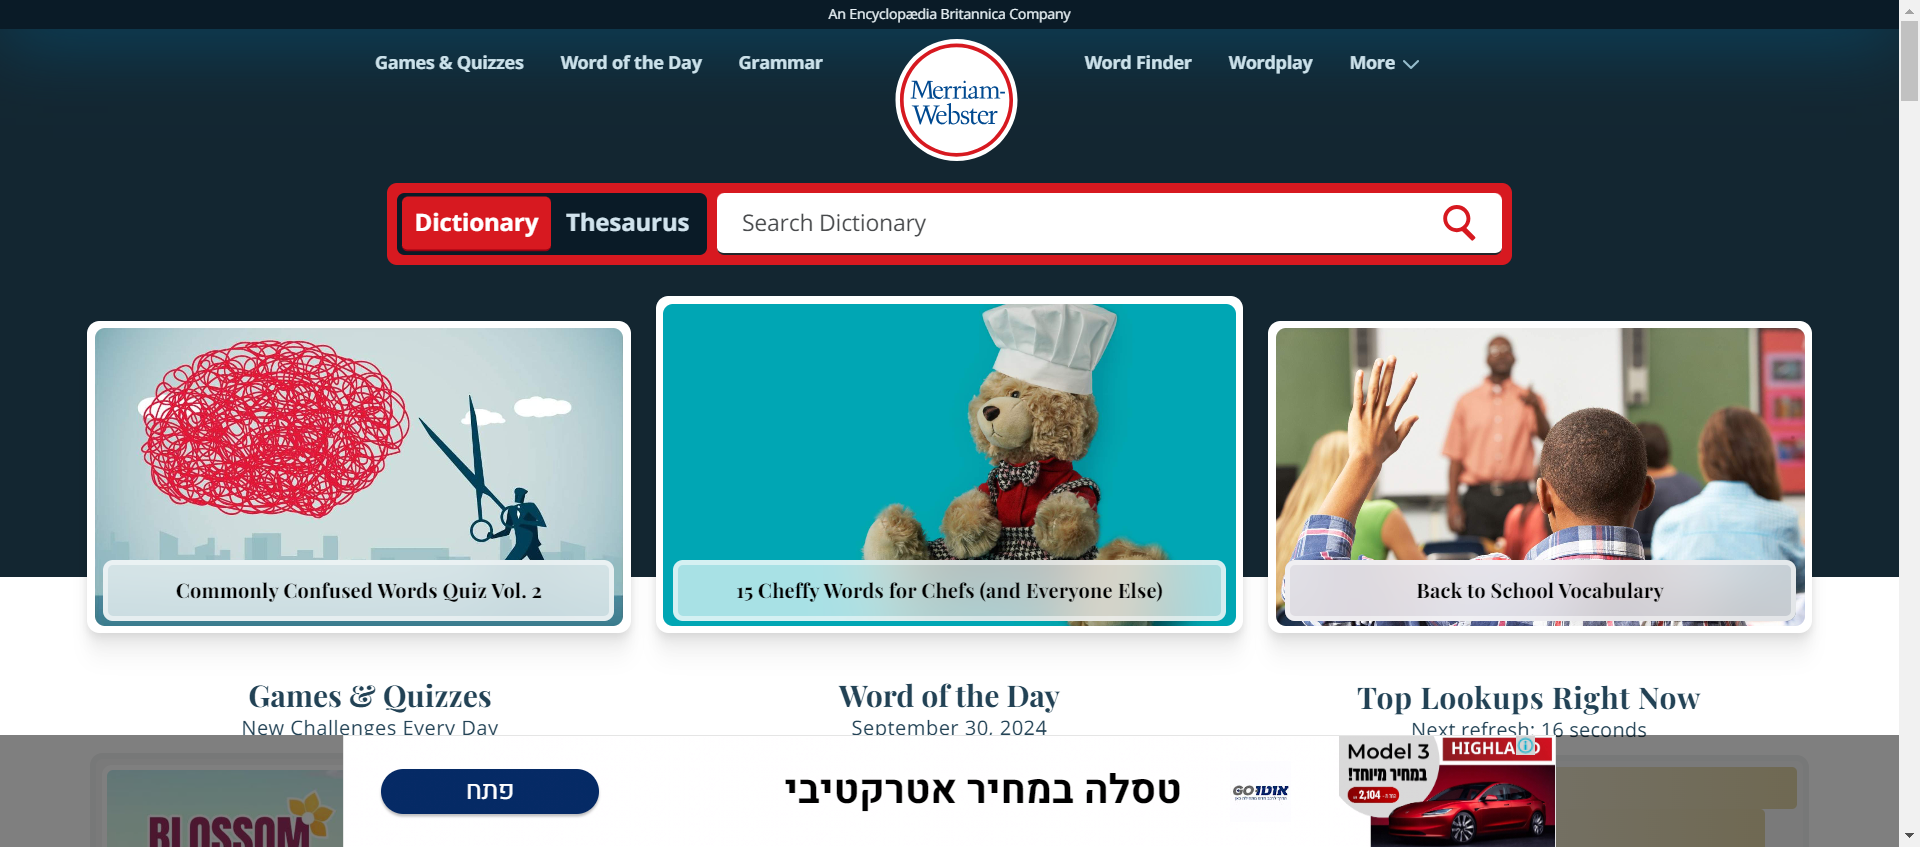 An Encyclopædia Britannica Company
Games & Quizzes Word of the Day Grammar Word Finder Wordplay More
Merriam-
Webster
Dictionary Thesaurus Search Dictionary
Commonly Confused Words Quiz Vol. 2
15 Cheffy Words for Chefs (and Everyone Else)
Back to School Vocabulary
Games & Quizzes
New Challenges Every Day
Word of the Day
September 30, 2024
Top Lookups Right Now
Next refresh: 16 seconds
BLOSSOM
פתח
טסלה במחיר אטרקטיבי
אוטו GO
Model 3
במחיר מיוחד!
2,104